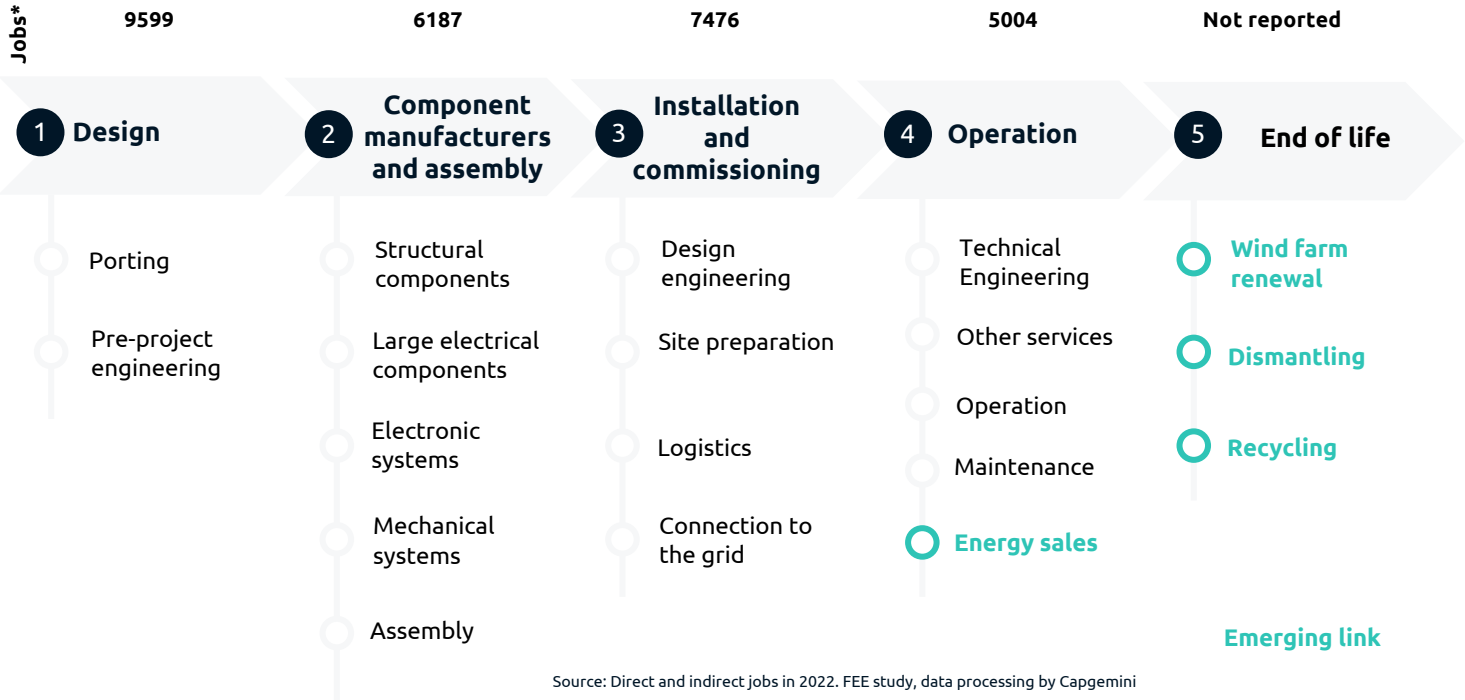 Jobs*
9599
6187
7476
5004
Not reported
1
Design
2
Component
manufacturers
and assembly
3
Installation
and
commissioning
4
Operation
5
End of life
Porting
Pre-project
engineering
Structural
components
Large electrical
components
Electronic
systems
Mechanical
systems
Assembly
Design
engineering
Site preparation
Logistics
Connection to
the grid
Technical
Engineering
Other services
Operation
Maintenance
Energy sales
Wind farm
renewal
Dismantling
Recycling
Emerging link
Source: Direct and indirect jobs in 2022. FEE study, data processing by Capgemini